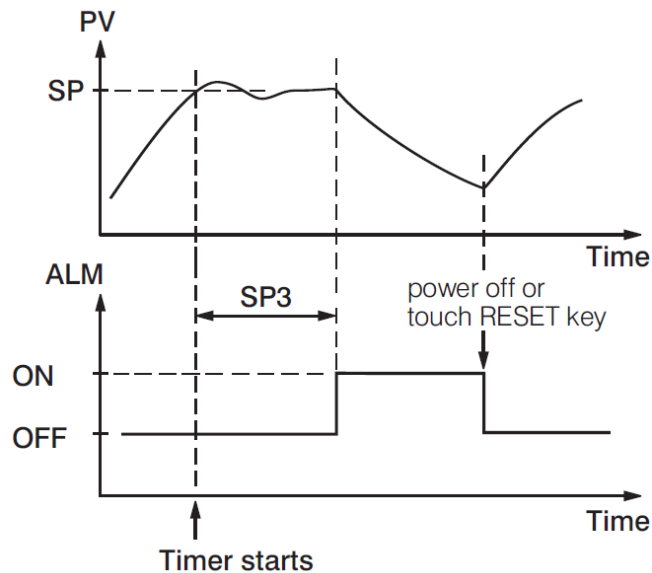 PV
SP
Time
ALM
SP3
power off or
touch RESET key
ON
OFF
Time
Timer starts